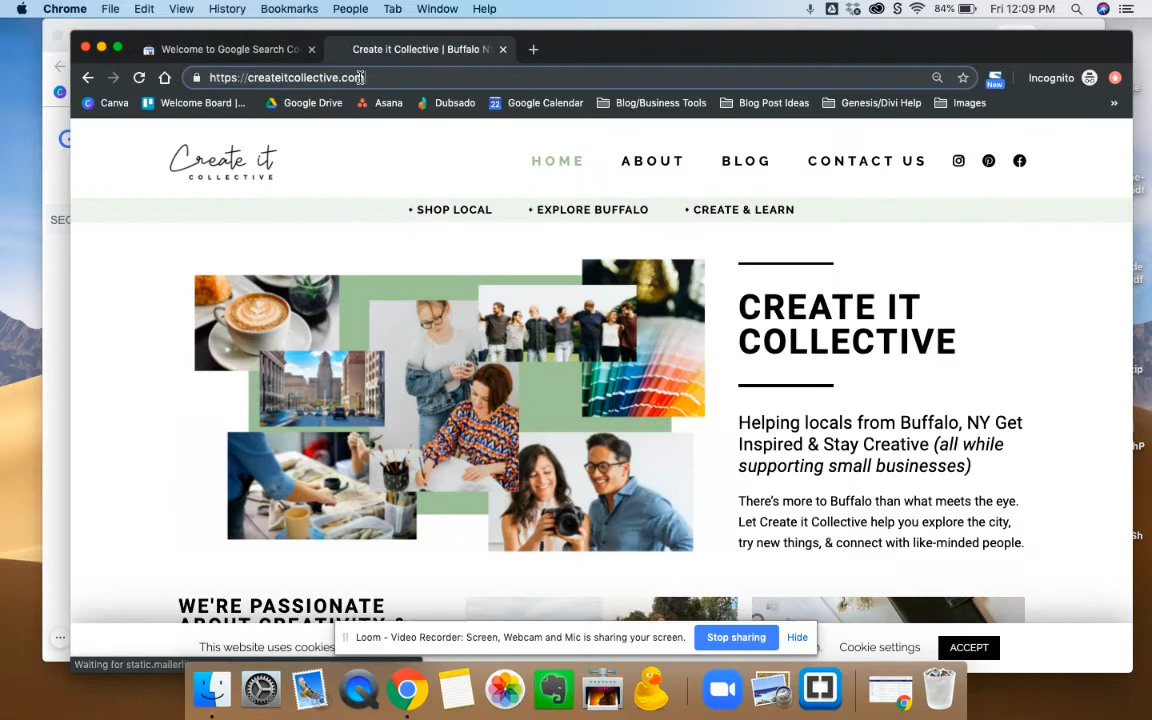 Chrome File Edit View History Bookmarks People Tab Window Help 84% Fri 12:09 PM
Welcome to Google Search Co Create it Collective | Buffalo N
https://createitcollective.com New Incognito
Canva Welcome Board |... Google Drive Asana Dubsado 22 Google Calendar Blog/Business Tools Blog Post Ideas Genesis/Divi Help Images »
Create it
COLLECTIVE
HOME ABOUT BLOG CONTACT US
+ SHOP LOCAL + EXPLORE BUFFALO + CREATE & LEARN
CREATE IT
COLLECTIVE
Helping locals from Buffalo, NY Get
Inspired & Stay Creative (all while
supporting small businesses)
There's more to Buffalo than what meets the eye.
Let Create it Collective help you explore the city,
try new things, & connect with like-minded people.
WE'RE PASSIONATE
This website uses cookies
Loom - Video Recorder: Screen, Webcam and Mic is sharing your screen. Stop sharing Hide
Cookie settings ACCEPT
Waiting for static.mailerli